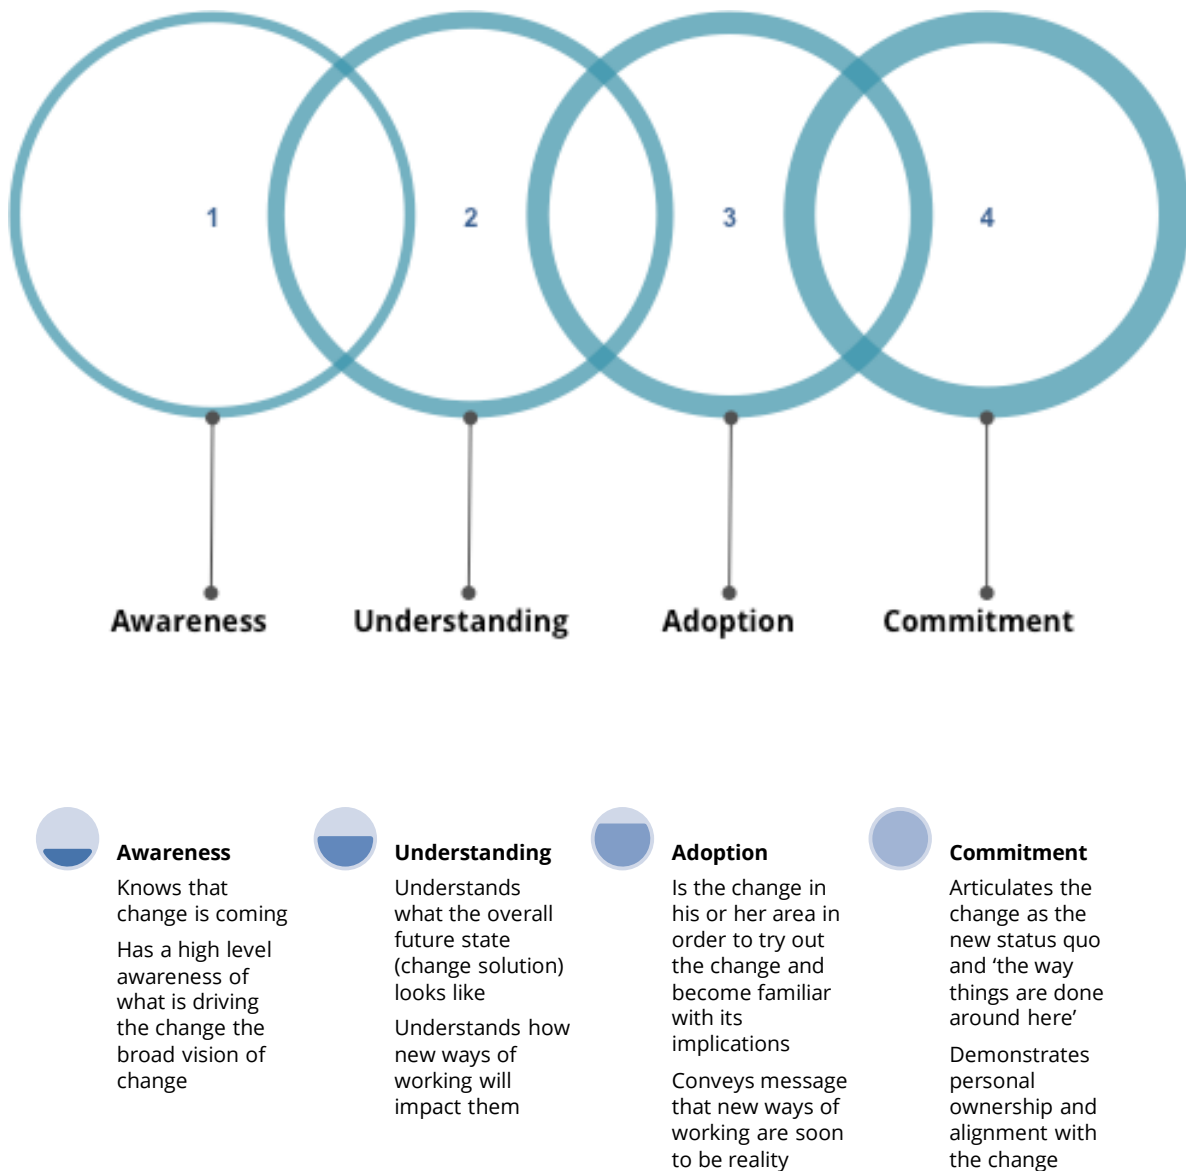 1
2
3
4
Awareness
Understanding
Adoption
Commitment
Awareness
Knows that
change is coming
Has a high level
awareness of
what is driving
the change the
broad vision of
change
Understanding
Understands
what the overall
future state
(change solution)
looks like
Understands how
new ways of
working will
impact them
Adoption
Is the change in
his or her area in
order to try out
the change and
become familiar
with its
implications
Conveys message
that new ways of
working are soon
to be reality
Commitment
Articulates the
change as the
new status quo
and ‘the way
things are done
around here’
Demonstrates
personal
ownership and
alignment with
the change